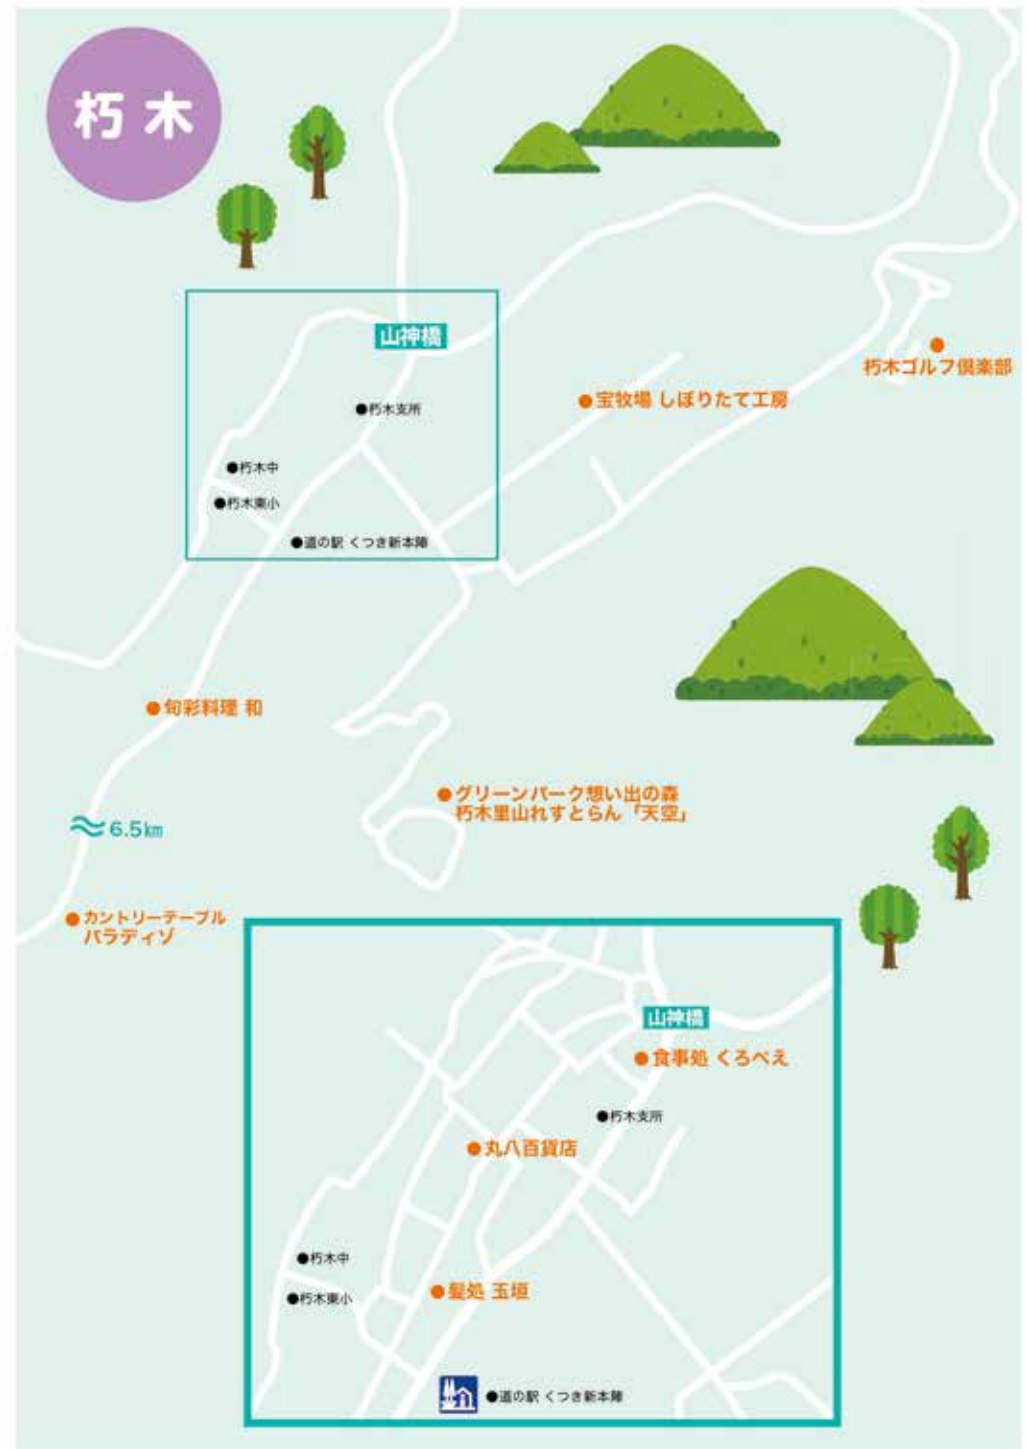 朽木
山神橋
朽木ゴルフ倶楽部
宝牧場 しぼりたて工房
朽木支所
朽木中
朽木東小
道の駅 くつき新本陣
旬彩料理 和
グリーンパーク想い出の森
朽木里山れすとらん「天空」
6.5km
カントリーテーブル
パラディゾ
山神橋
食事処 くろべえ
朽木支所
丸八百貨店
朽木中
髪処 玉垣
朽木東小
道の駅 くつき新本陣